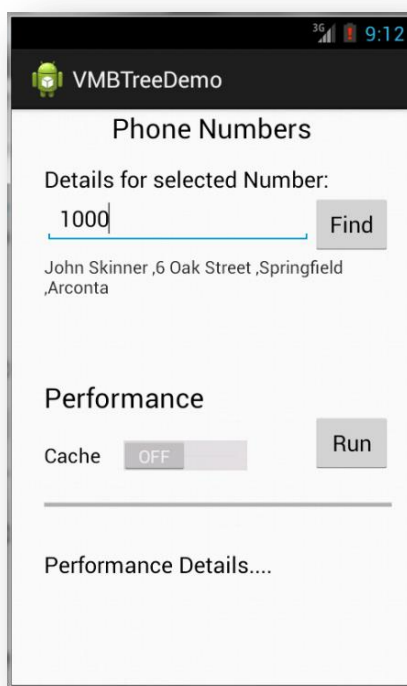 3G 9:12
VMBTreeDemo
Phone Numbers
Details for selected Number:
1000
Find
John Skinner ,6 Oak Street ,Springfield
,Arconta
Performance
Cache
OFF
Run
Performance Details....